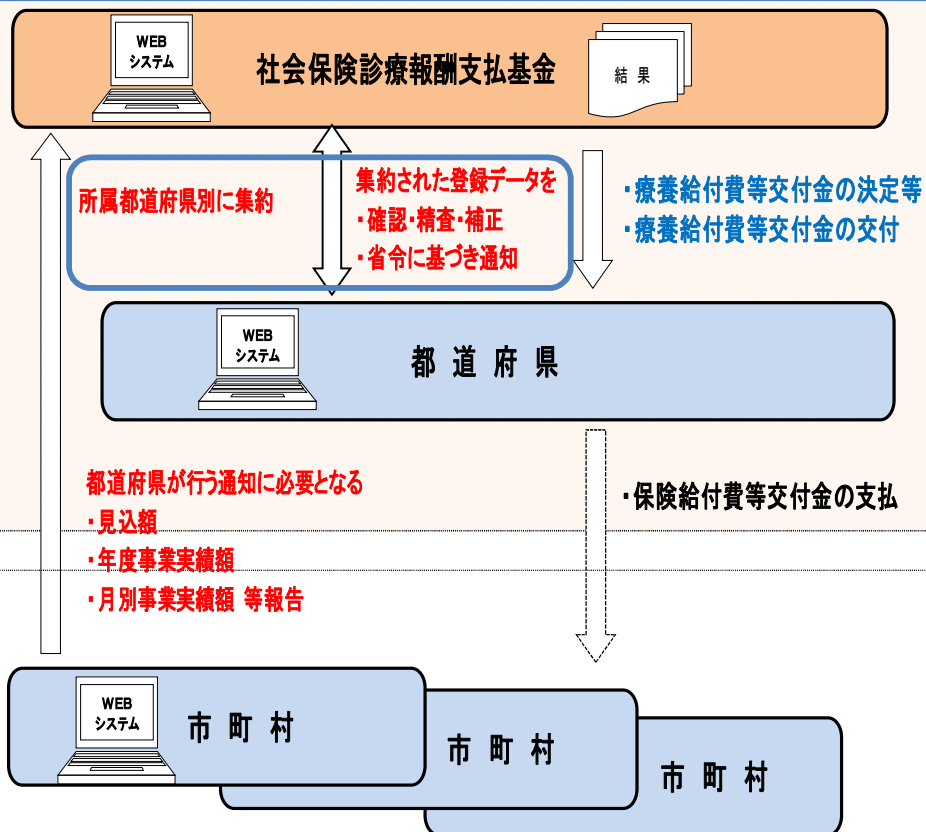 WEB
システム
社会保険診療報酬支払基金
結 果
所属都道府県別に集約
集約された登録データを
・確認・精査・補正
・省令に基づき通知
・療養給付費等交付金の決定等
・療養給付費等交付金の交付
WEB
システム
都 道 府 県
都道府県が行う通知に必要となる
・見込額
・年度事業実績額
・月別事業実績額 等報告
・保険給付費等交付金の支払
WEB
システム
市 町 村
市 町 村
市 町 村